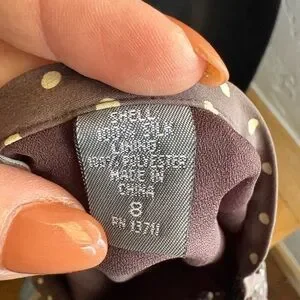 SHELL
100% SILK
LINING
100% POLYESTER
MADE IN
CHINA
8
RN 13711